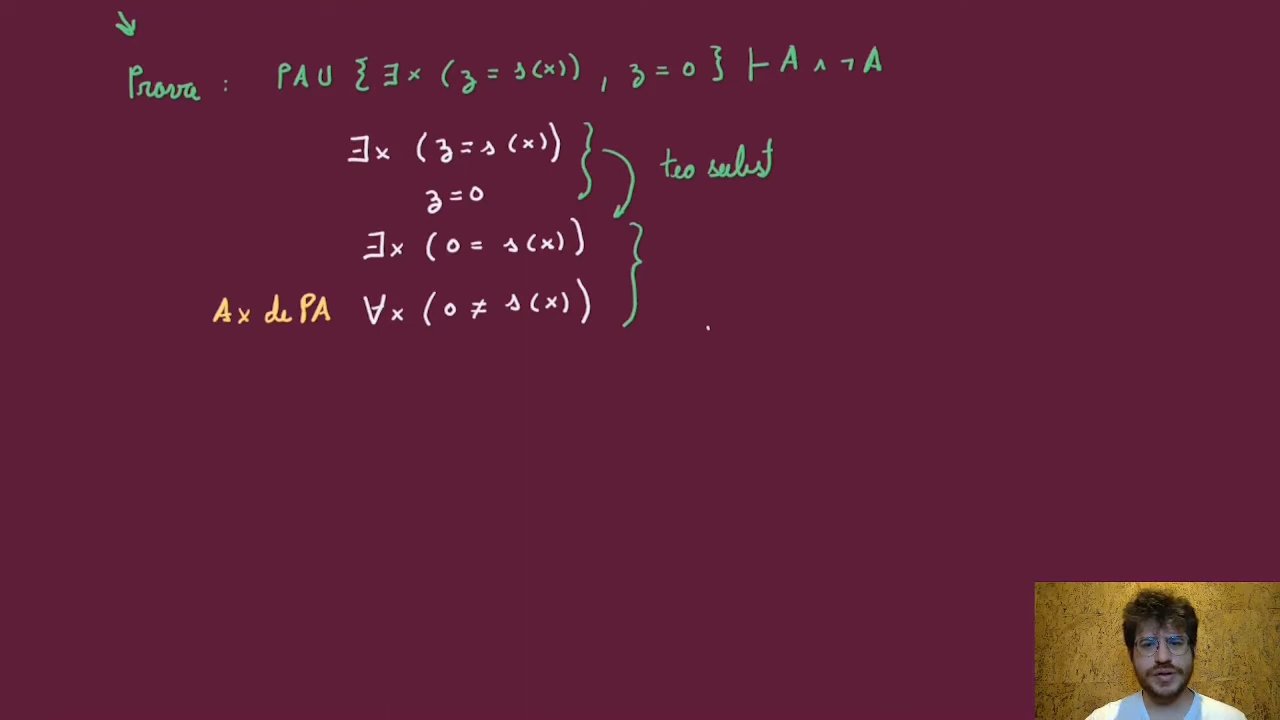 Prova : PA ∪ { ∃x (z = s(x)) , z = 0 } ⊢ A ∧ ¬A
∃x (z = s(x))
z = 0
teo subst
∃x (0 = s(x))
Ax de PA ∀x (0 ≠ s(x))